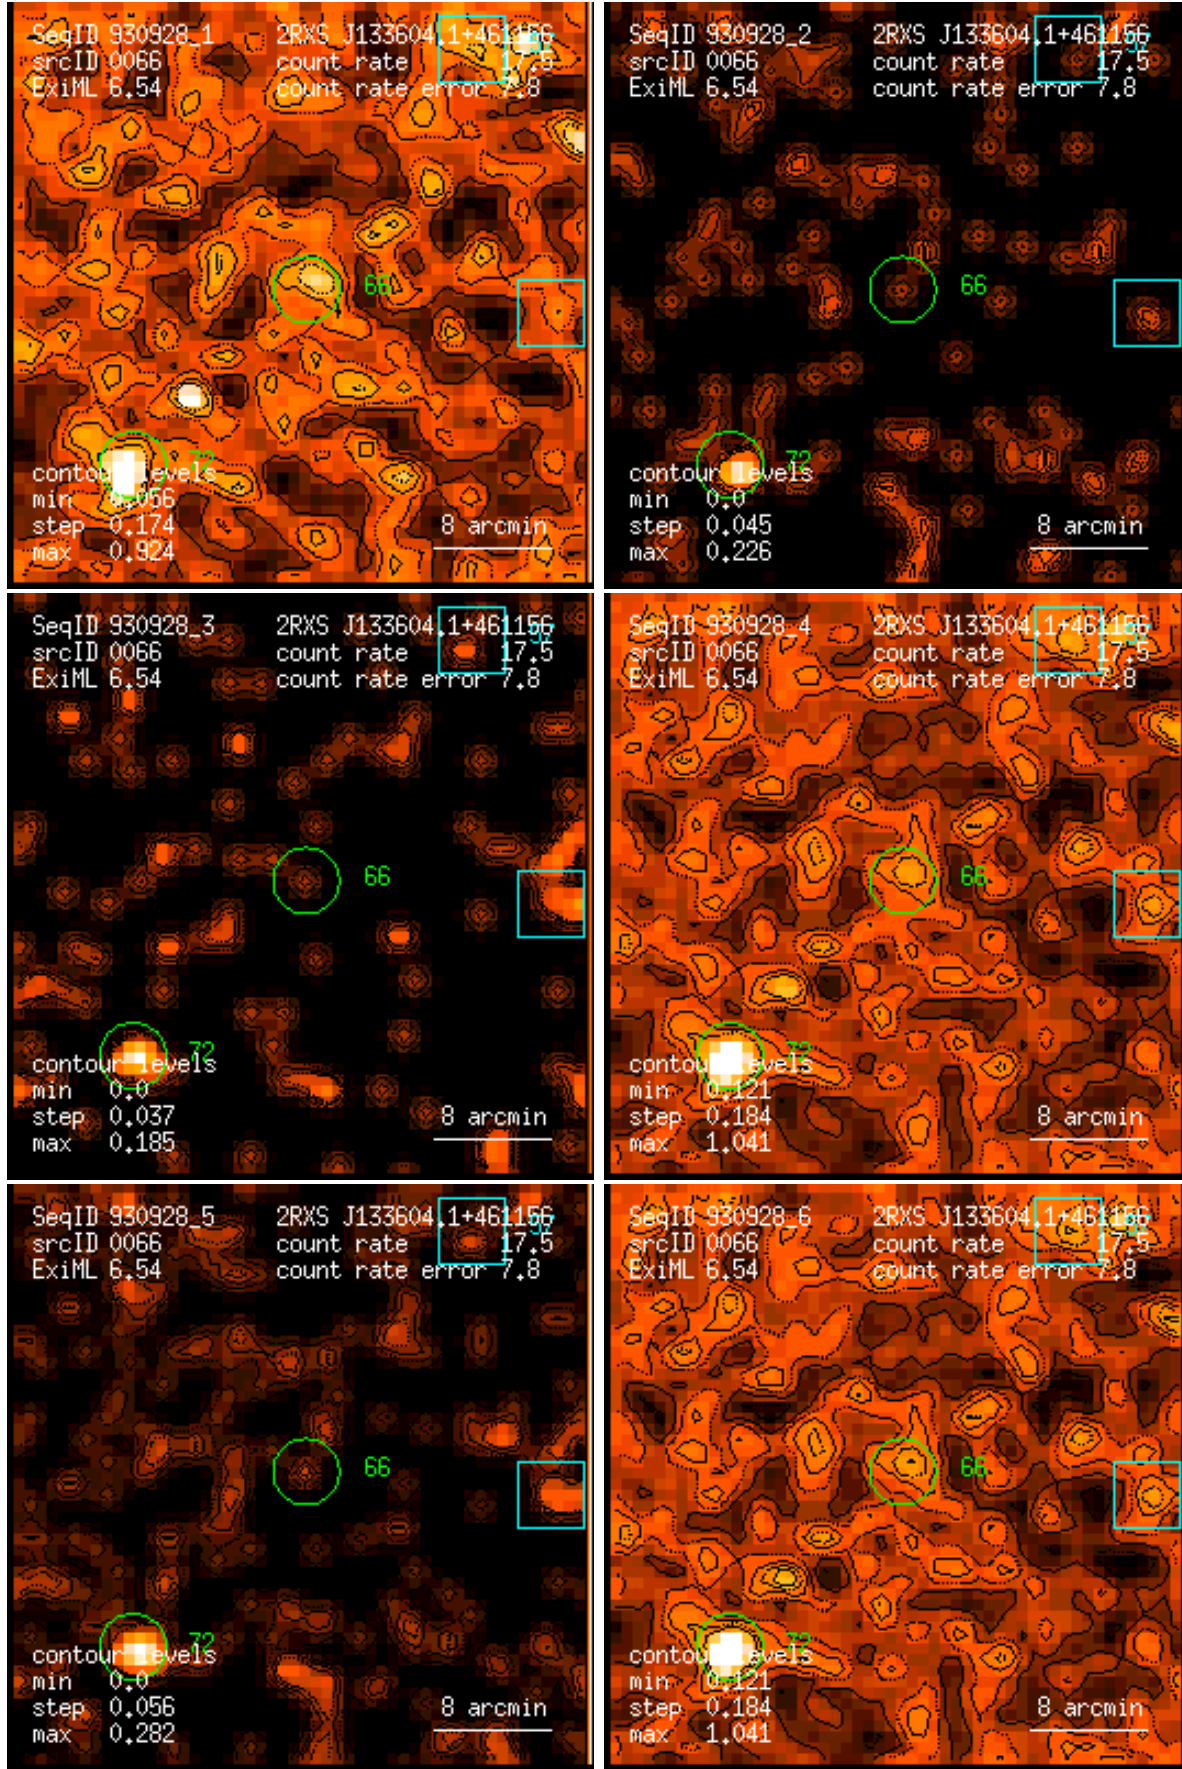 SeqID 930928_1 2RXS J133604.1+461156
srcID 0066 count rate 17.5
ExiML 6.54 count rate error 7.8
66
72
contour levels
min 0.056
step 0.174 8 arcmin
max 0.924
SeqID 930928_2 2RXS J133604.1+461156
srcID 0066 count rate 17.5
ExiML 6.54 count rate error 7.8
66
72
contour levels
min 0.0
step 0.045 8 arcmin
max 0.226
SeqID 930928_3 2RXS J133604.1+461156
srcID 0066 count rate 17.5
ExiML 6.54 count rate error 7.8
66
72
contour levels
min 0.0
step 0.037 8 arcmin
max 0.185
SeqID 930928_4 2RXS J133604.1+461156
srcID 0066 count rate 17.5
ExiML 6.54 count rate error 7.8
66
72
contour levels
min 0.121
step 0.184 8 arcmin
max 1.041
SeqID 930928_5 2RXS J133604.1+461156
srcID 0066 count rate 17.5
ExiML 6.54 count rate error 7.8
66
72
contour levels
min 0.0
step 0.056 8 arcmin
max 0.282
SeqID 930928_6 2RXS J133604.1+461156
srcID 0066 count rate 17.5
ExiML 6.54 count rate error 7.8
66
72
contour levels
min 0.121
step 0.184 8 arcmin
max 1.041